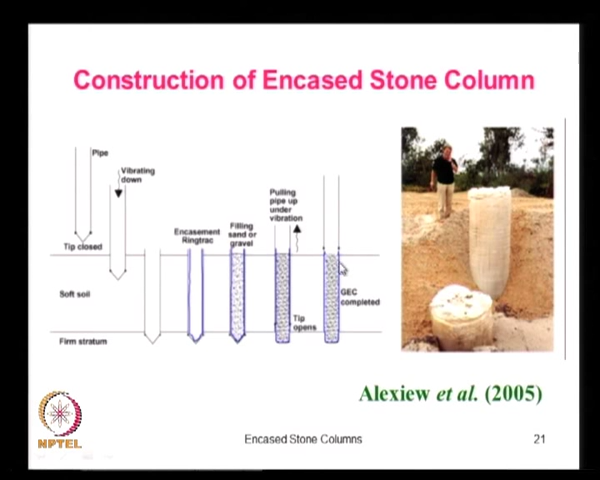 Construction of Encased Stone Column
Pipe
Vibrating
down
Tip closed
Soft soil
Firm stratum
Encasement
Ringtrac
Filling
sand or
gravel
Pulling
pipe up
under
vibration
Tip
opens
GEC
completed
Alexiew et al. (2005)
NPTEL
Encased Stone Columns
21